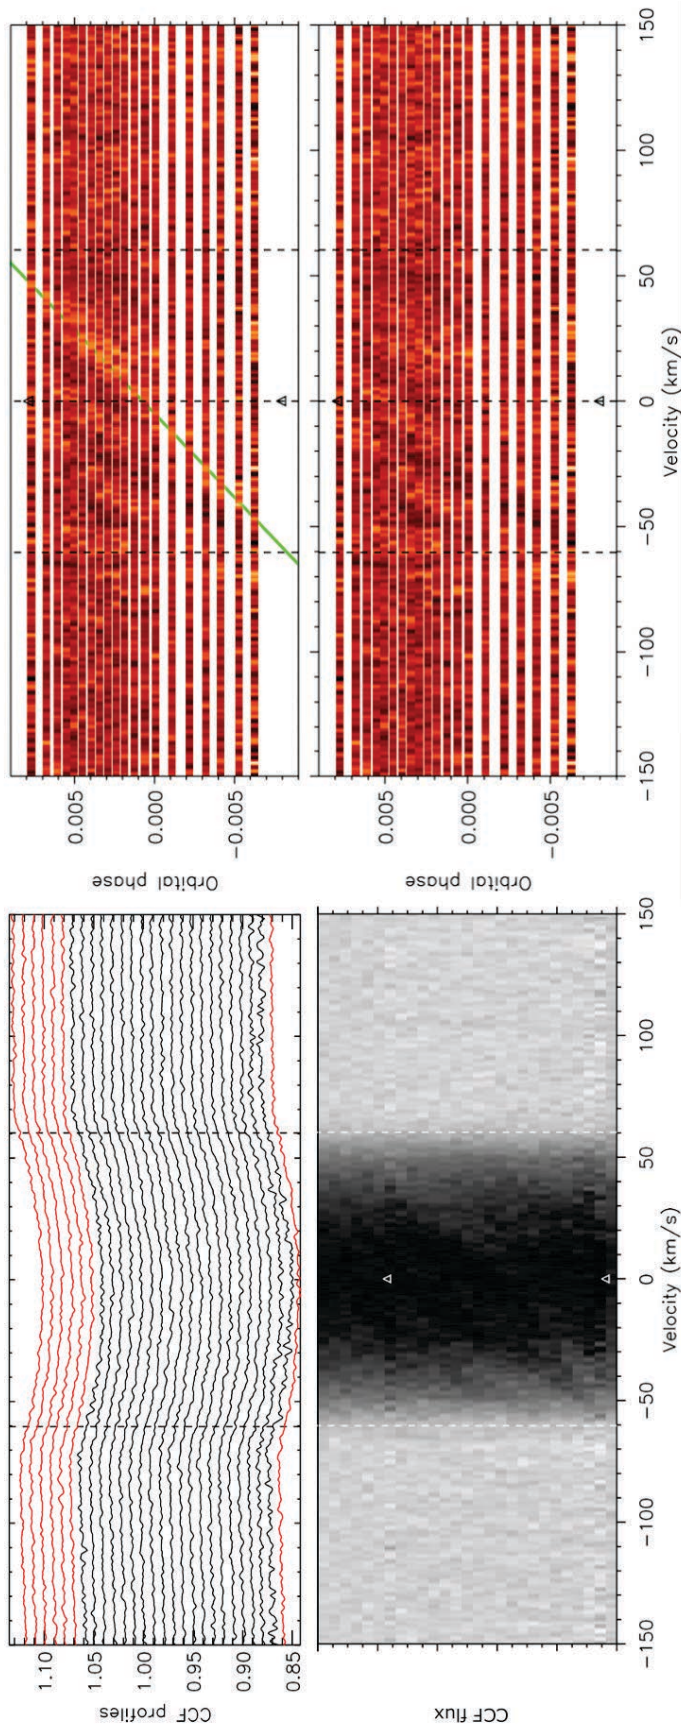 CCF profiles
1.10
1.05
1.00
0.95
0.90
0.85
CCF flux
-150 -100 -50 0 50 100 150
Velocity (km/s)
Orbital phase
0.005
0.000
-0.005
Orbital phase
0.005
0.000
-0.005
-150 -100 -50 0 50 100 150
Velocity (km/s)